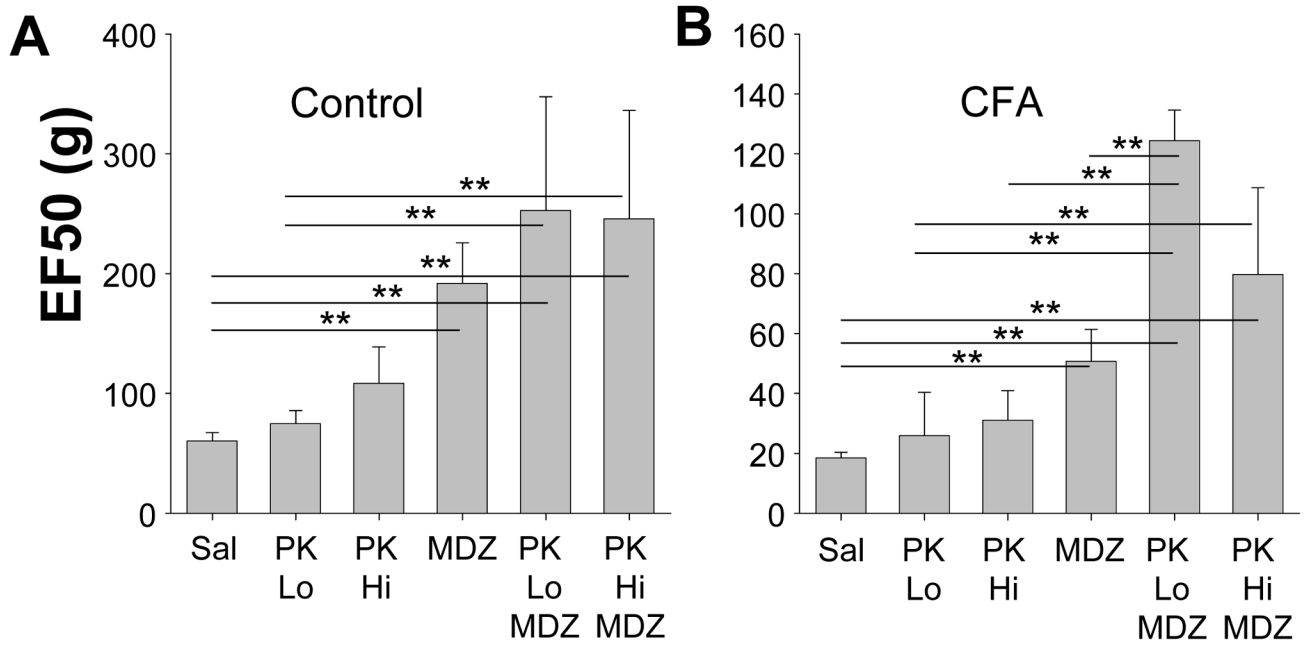 A
EF50 (g)
400
300
200
100
0
Control
**
**
**
**
**
Sal PK PK MDZ PK PK
Lo Hi Lo Hi
MDZ MDZ
B
160
140
120
100
80
60
40
20
0
CFA
**
**
**
**
**
**
**
Sal PK PK MDZ PK PK
Lo Hi Lo Hi
MDZ MDZ